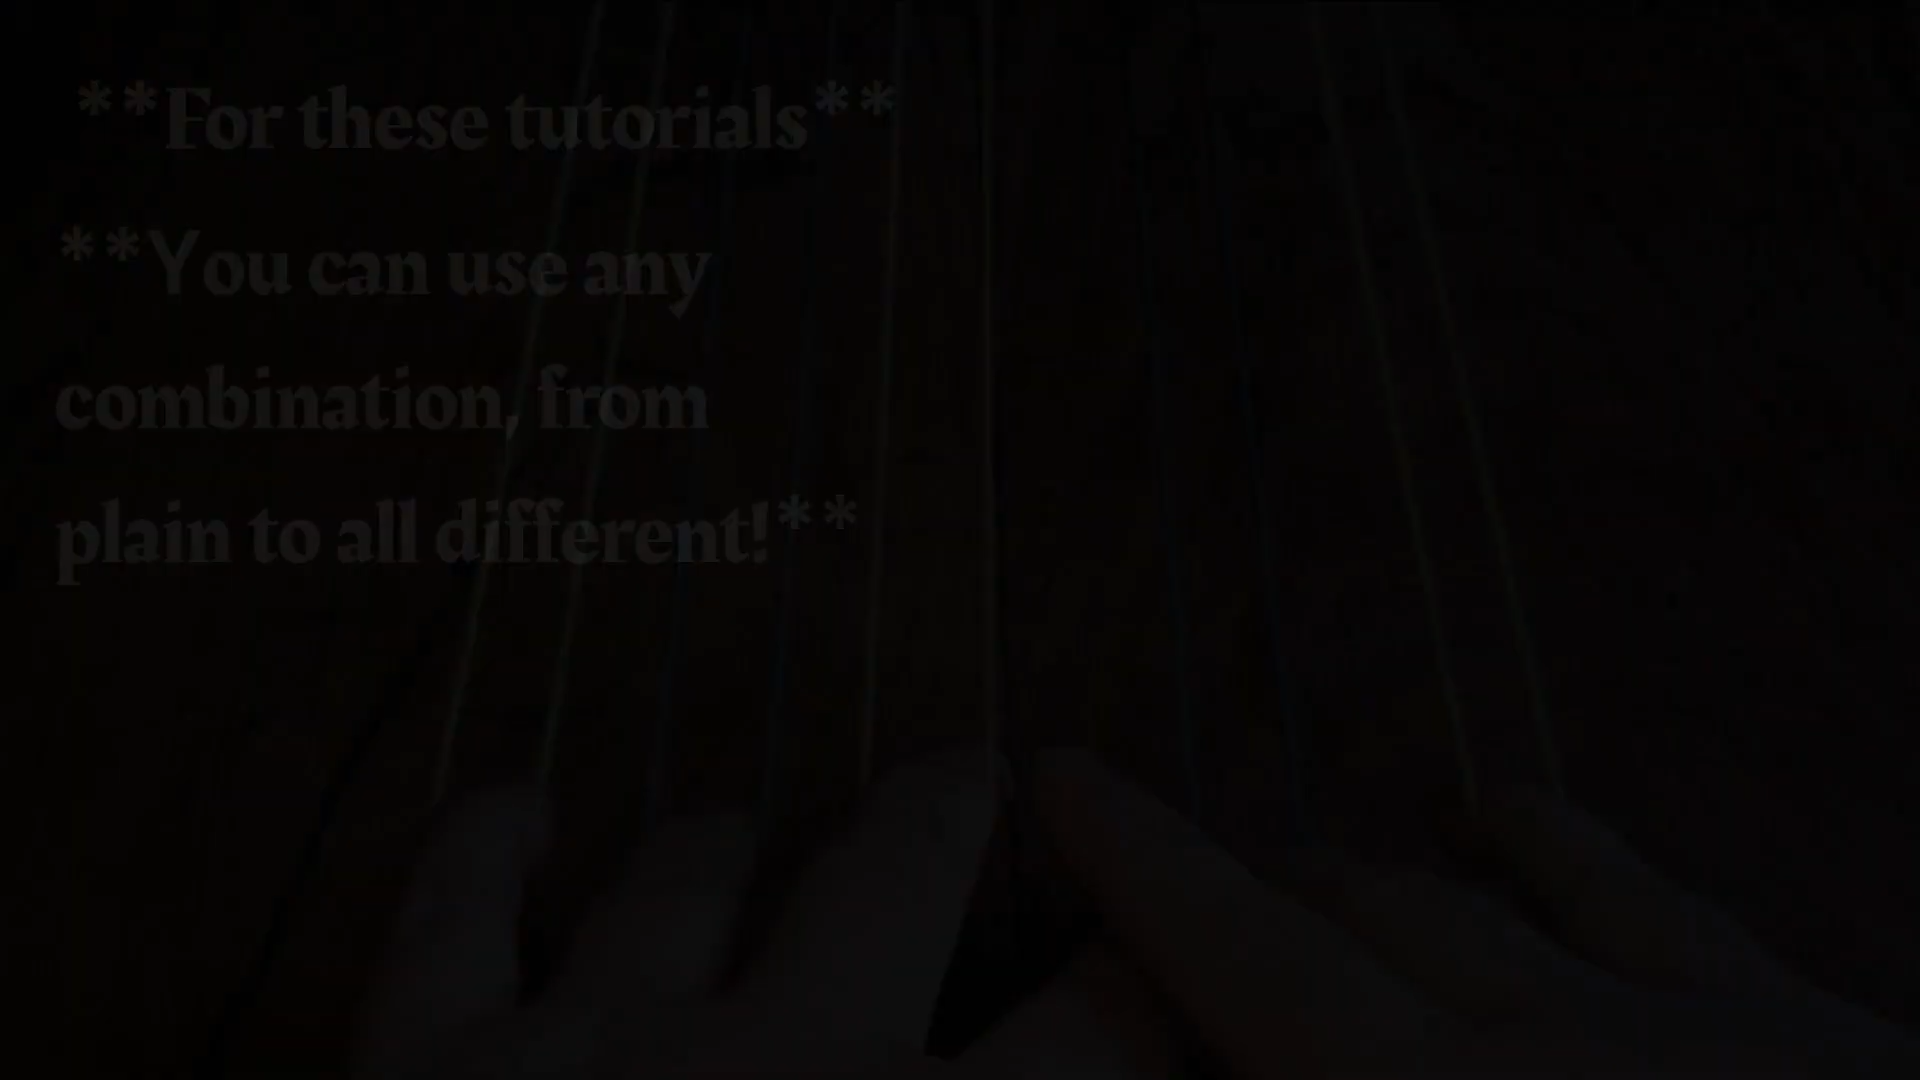 **For these tutorials**
**You can use any
combination, from
plain to all different!**